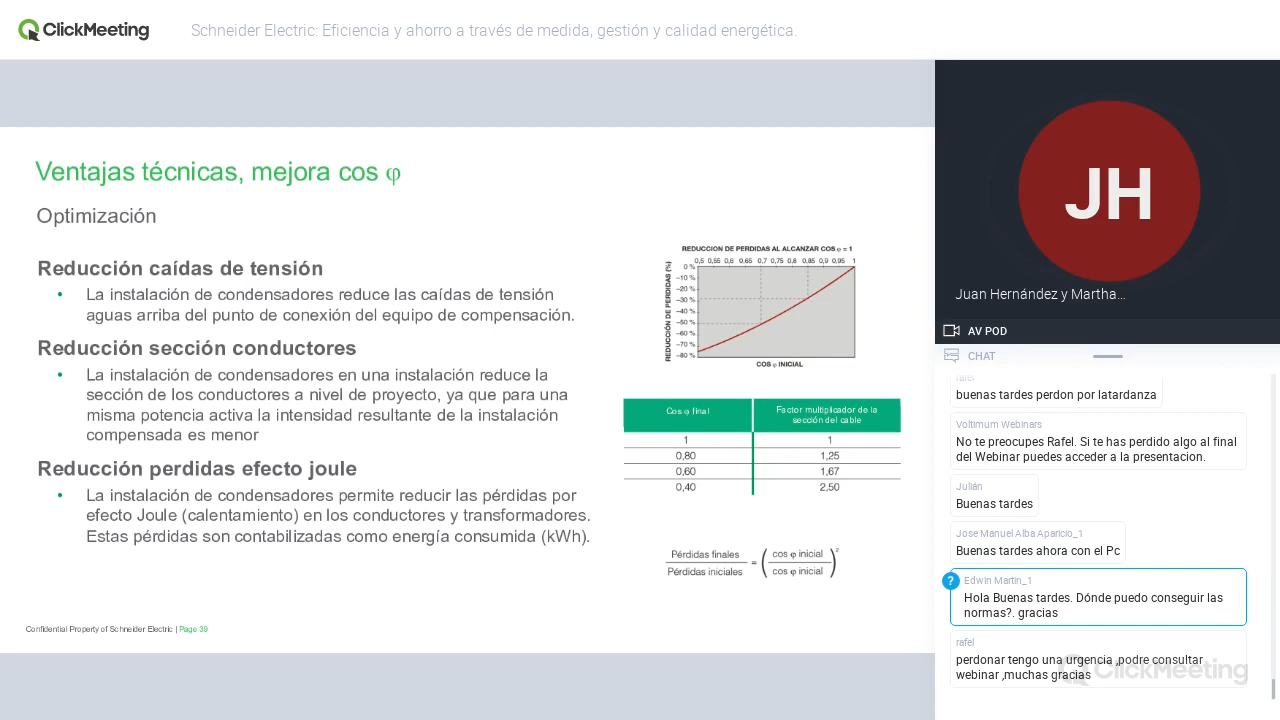 ClickMeeting
Schneider Electric: Eficiencia y ahorro a través de medida, gestión y calidad energética.
Ventajas técnicas, mejora cos φ
Optimización
Reducción caídas de tensión
• La instalación de condensadores reduce las caídas de tensión
aguas arriba del punto de conexión del equipo de compensación.
Reducción sección conductores
• La instalación de condensadores en una instalación reduce la
sección de los conductores a nivel de proyecto, ya que para una
misma potencia activa la intensidad resultante de la instalación
compensada es menor
Reducción perdidas efecto joule
• La instalación de condensadores permite reducir las pérdidas por
efecto Joule (calentamiento) en los conductores y transformadores.
Estas pérdidas son contabilizadas como energía consumida (kWh).
REDUCCION DE PERDIDAS AL ALCANZAR COS φ = 1
0,5 0,55 0,6 0,65 0,7 0,75 0,8 0,85 0,9 0,95 1
REDUCCIÓN DE PERDIDAS (%)
0 %
–10 %
–20 %
–30 %
–40 %
–50 %
–60 %
–70 %
–80 %
COS φ INICIAL
Cos φ final Factor multiplicador de la
sección del cable
1 1
0,80 1,25
0,60 1,67
0,40 2,50
Pérdidas finales = ( cos φ inicial )²
Pérdidas iniciales cos φ inicial
Confidential Property of Schneider Electric | Page 39
JH
Juan Hernández y Martha...
AV POD
CHAT
rafel
buenas tardes perdon por latardanza
Voltimum Webinars
No te preocupes Rafel. Si te has perdido algo al final
del Webinar puedes acceder a la presentacion.
Julián
Buenas tardes
Jose Manuel Alba Aparicio_1
Buenas tardes ahora con el Pc
?
Edwin Martin_1
Hola Buenas tardes. Dónde puedo conseguir las
normas?. gracias
rafel
perdonar tengo una urgencia ,podre consultar
webinar ,muchas gracias
ClickMeeting